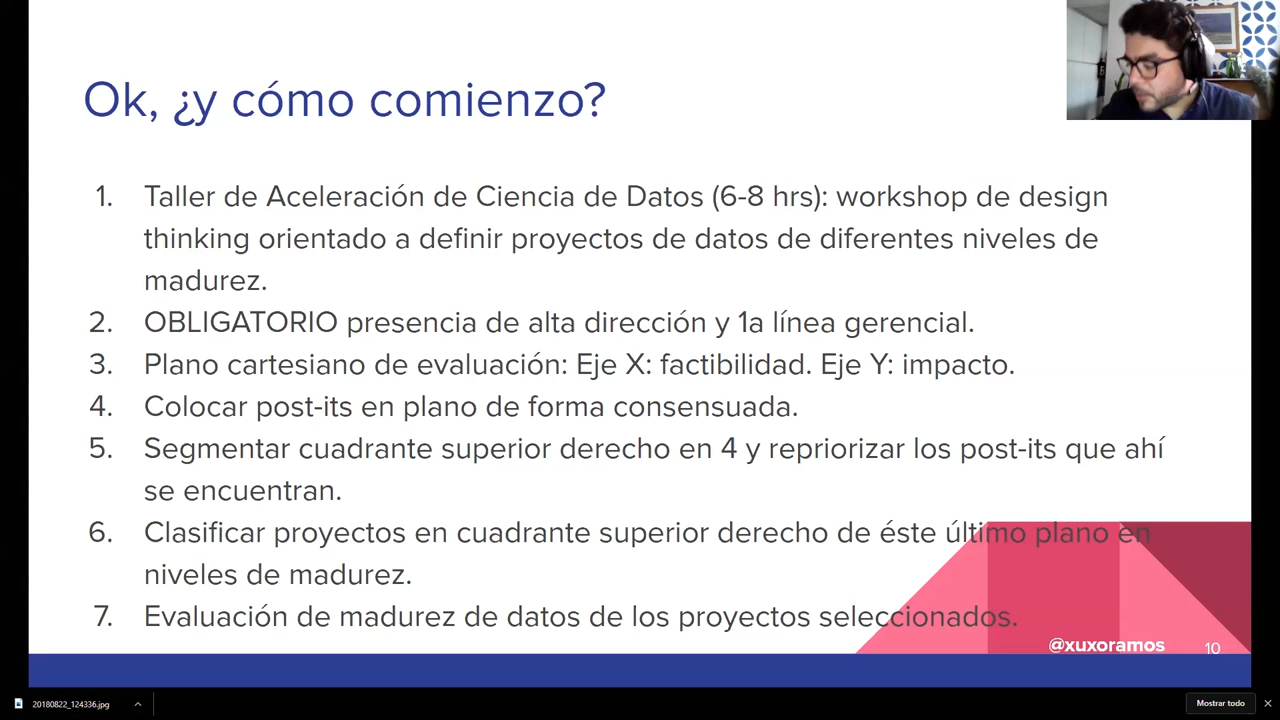 Ok, ¿y cómo comienzo?
1. Taller de Aceleración de Ciencia de Datos (6-8 hrs): workshop de design
thinking orientado a definir proyectos de datos de diferentes niveles de
madurez.
2. OBLIGATORIO presencia de alta dirección y 1a línea gerencial.
3. Plano cartesiano de evaluación: Eje X: factibilidad. Eje Y: impacto.
4. Colocar post-its en plano de forma consensuada.
5. Segmentar cuadrante superior derecho en 4 y repriorizar los post-its que ahí
se encuentran.
6. Clasificar proyectos en cuadrante superior derecho de éste último plano en
niveles de madurez.
7. Evaluación de madurez de datos de los proyectos seleccionados.
@xuxoramos 10
20180822_124336.jpg
Mostrar todo